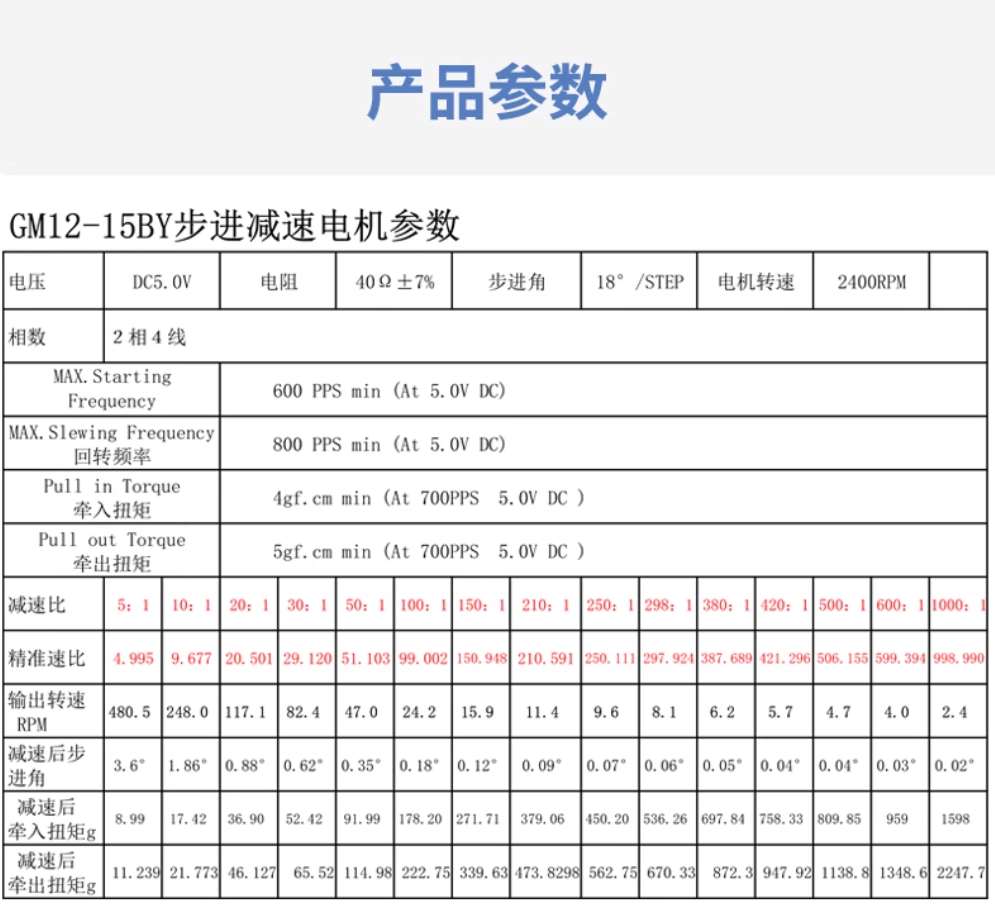 产品参数
GM12-15BY步进减速电机参数
电压 DC5.0V 电阻 40Ω±7% 步进角 18°/STEP 电机转速 2400RPM
相数 2相4线
MAX.Starting
Frequency
600 PPS min (At 5.0V DC)
MAX.Slewing Frequency
回转频率
800 PPS min (At 5.0V DC)
Pull in Torque
牵入扭矩
4gf.cm min (At 700PPS 5.0V DC )
Pull out Torque
牵出扭矩
5gf.cm min (At 700PPS 5.0V DC )
减速比 5:1 10:1 20:1 30:1 50:1 100:1 150:1 210:1 250:1 298:1 380:1 420:1 500:1 600:1 1000:1
精准速比 4.995 9.677 20.501 29.120 51.103 99.002 150.948 210.591 250.111 297.924 387.689 421.296 506.155 599.394 998.990
输出转速
RPM
480.5 248.0 117.1 82.4 47.0 24.2 15.9 11.4 9.6 8.1 6.2 5.7 4.7 4.0 2.4
减速后步
进角
3.6° 1.86° 0.88° 0.62° 0.35° 0.18° 0.12° 0.09° 0.07° 0.06° 0.05° 0.04° 0.04° 0.03° 0.02°
减速后
牵入扭矩g
8.99 17.42 36.90 52.42 91.99 178.20 271.71 379.06 450.20 536.26 697.84 758.33 809.85 959 1598
减速后
牵出扭矩g
11.239 21.773 46.127 65.52 114.98 222.75 339.63 473.8298 562.75 670.33 872.3 947.92 1138.8 1348.6 2247.7